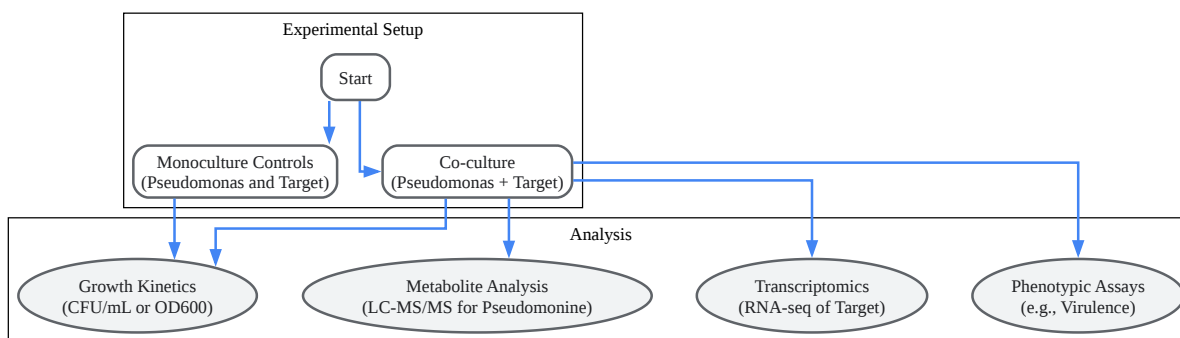 Experimental Setup
Start
Monoculture Controls
(Pseudomonas and Target)
Co-culture
(Pseudomonas + Target)
Analysis
Growth Kinetics
(CFU/mL or OD600)
Metabolite Analysis
(LC-MS/MS for Pseudomonine)
Transcriptomics
(RNA-seq of Target)
Phenotypic Assays
(e.g., Virulence)